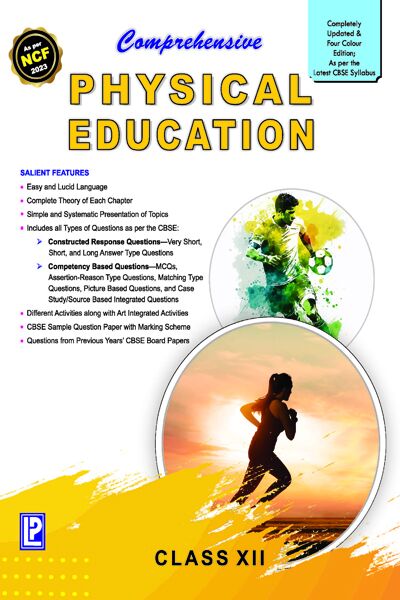 As per
NCF
2023
Comprehensive
Completely
Updated &
Four Colour
Edition;
As per the
Latest CBSE Syllabus
PHYSICAL
EDUCATION
SALIENT FEATURES
• Easy and Lucid Language
• Complete Theory of Each Chapter
• Simple and Systematic Presentation of Topics
• Includes all Types of Questions as per the CBSE:
➤ Constructed Response Questions—Very Short,
Short, and Long Answer Type Questions
➤ Competency Based Questions—MCQs,
Assertion-Reason Type Questions, Matching Type
Questions, Picture Based Questions, and Case
Study/Source Based Integrated Questions
• Different Activities along with Art Integrated Activities
• CBSE Sample Question Paper with Marking Scheme
• Questions from Previous Years' CBSE Board Papers
LP
CLASS XII